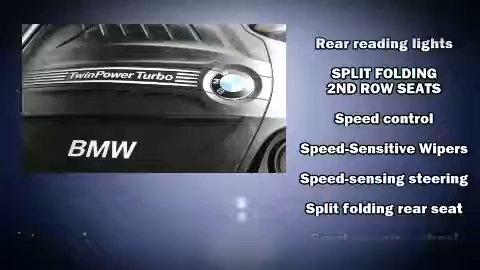 TwinPower Turbo
BMW
Rear reading lights
SPLIT FOLDING
2ND ROW SEATS
Speed control
Speed-Sensitive Wipers
Speed-sensing steering
Split folding rear seat